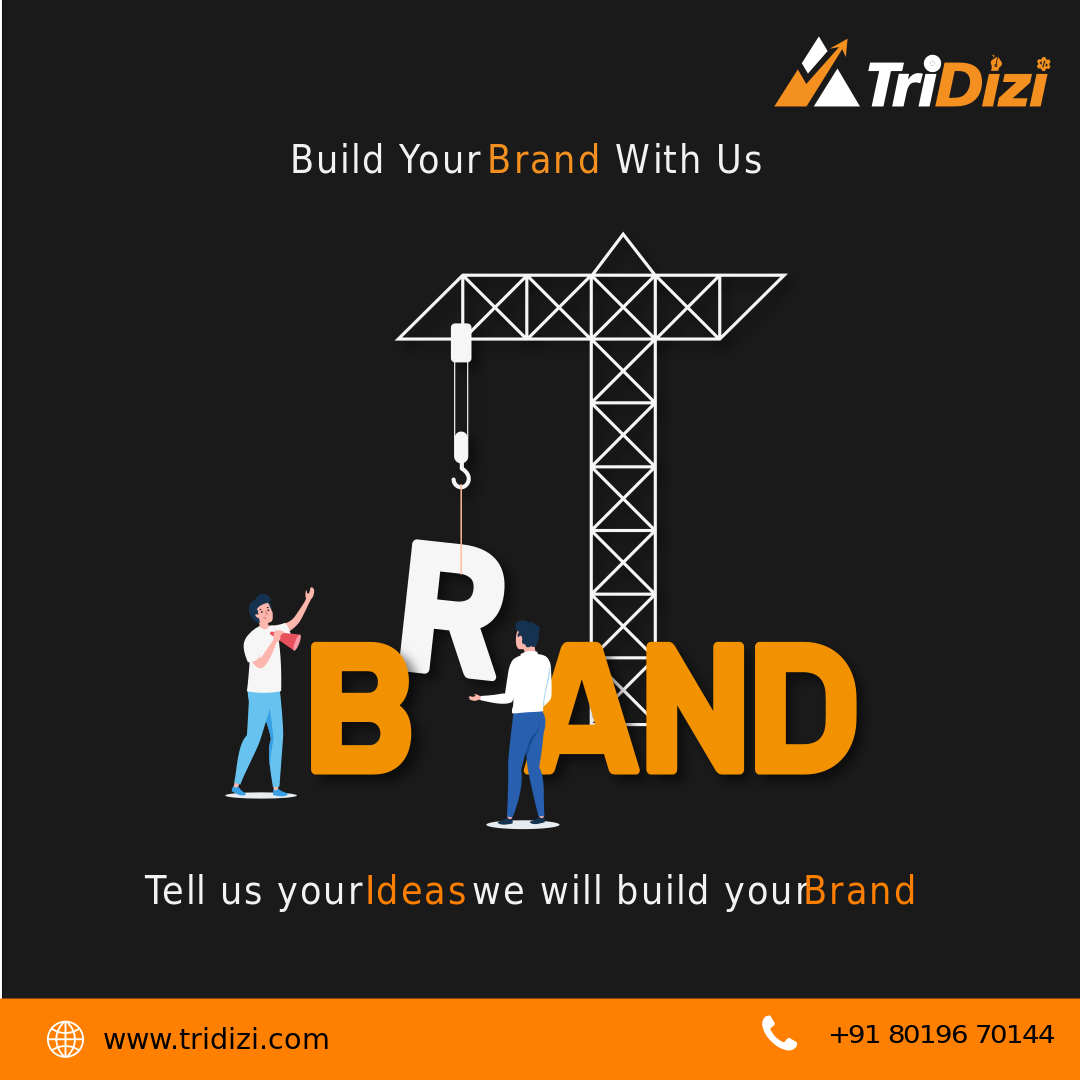 TriDizi
Build Your Brand With Us
BRAND
Tell us your Ideas we will build your Brand
www.tridizi.com
+91 80196 70144